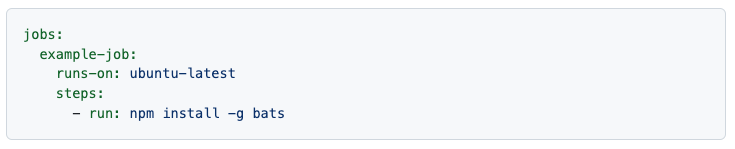 jobs:
  example-job:
    runs-on: ubuntu-latest
    steps:
      - run: npm install -g bats